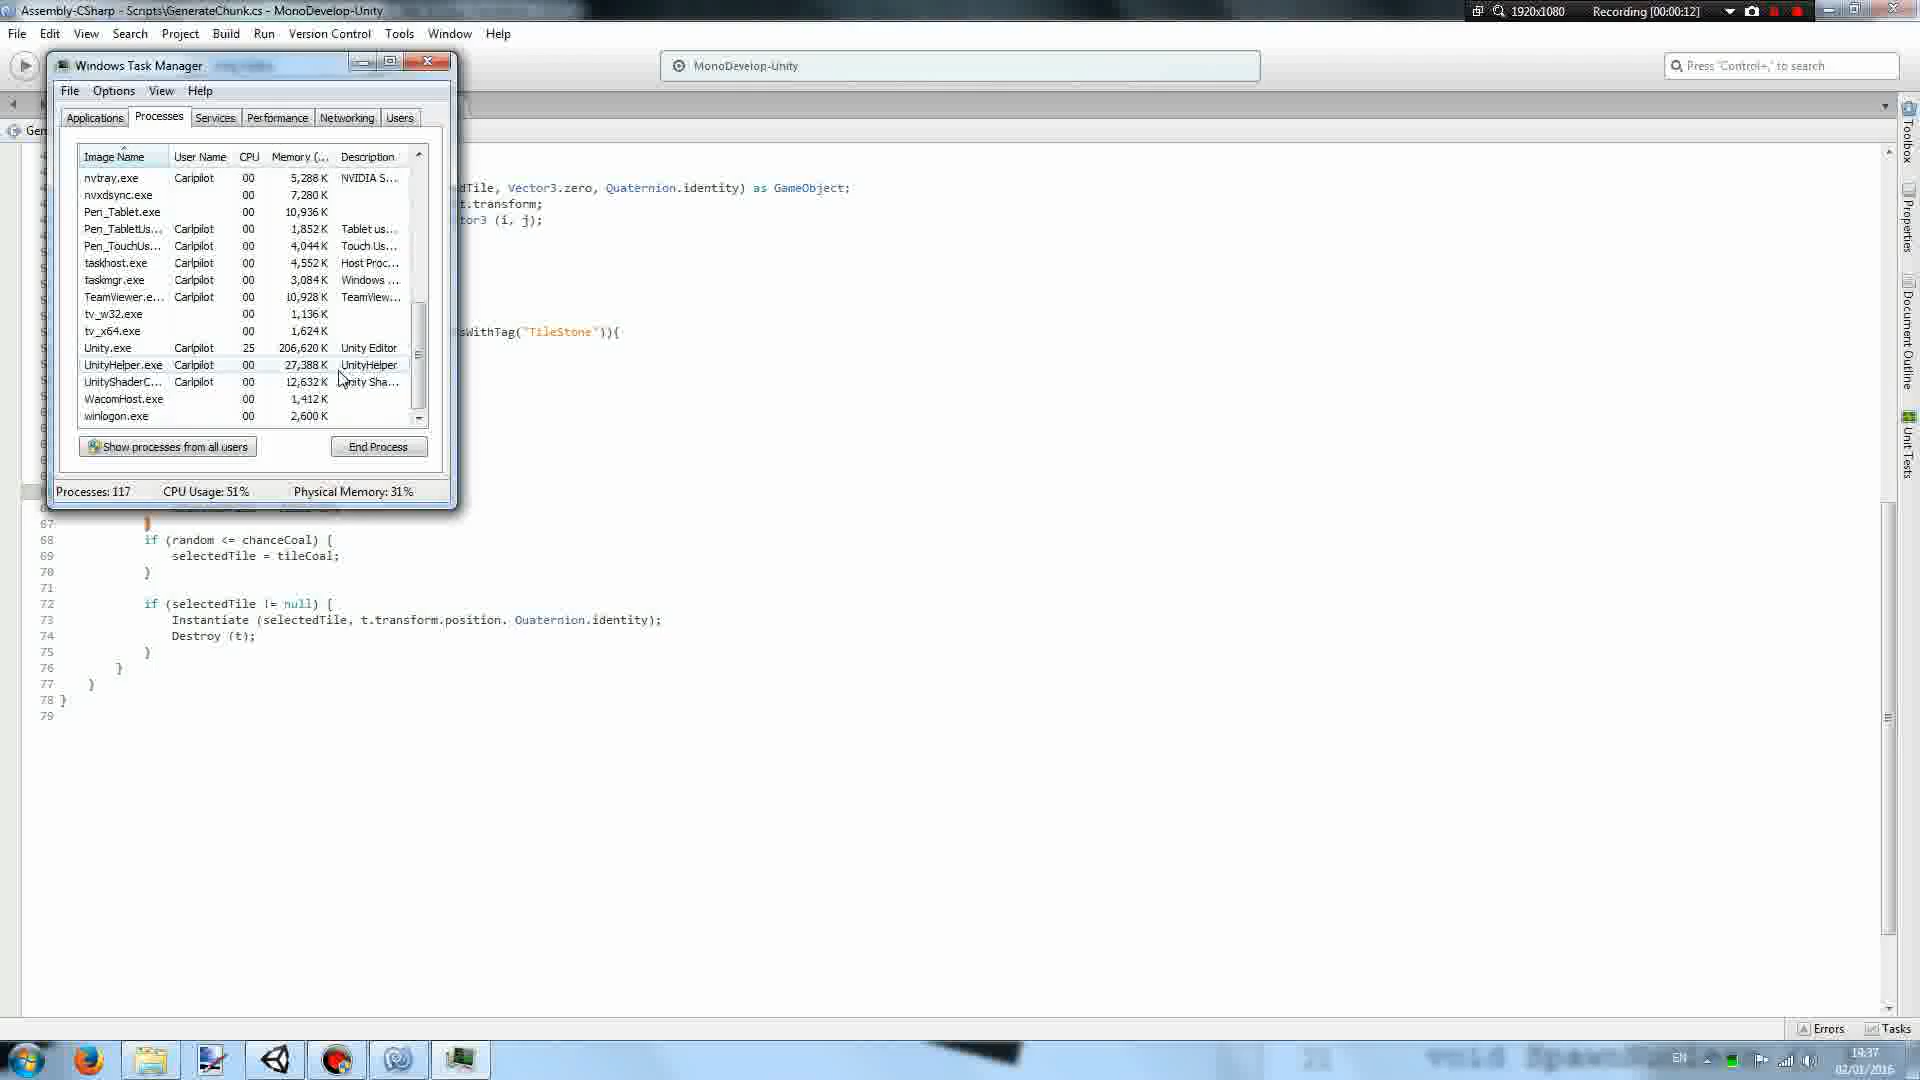 Assembly-CSharp - Scripts\GenerateChunk.cs - MonoDevelop-Unity
1920x1080 Recording [00:00:12]
File Edit View Search Project Build Run Version Control Tools Window Help
MonoDevelop-Unity
Press 'Control+,' to search
Windows Task Manager
File Options View Help
Applications Processes Services Performance Networking Users
Image Name User Name CPU Memory (... Description
nvtray.exe Carlpilot 00 5,288 K NVIDIA S...
nvxdsync.exe 00 7,280 K
Pen_Tablet.exe 00 10,936 K
Pen_TabletUs... Carlpilot 00 1,852 K Tablet us...
Pen_TouchUs... Carlpilot 00 4,044 K Touch Us...
taskhost.exe Carlpilot 00 4,552 K Host Proc...
taskmgr.exe Carlpilot 00 3,084 K Windows ...
TeamViewer.e... Carlpilot 00 10,928 K TeamView...
tv_w32.exe 00 1,136 K
tv_x64.exe 00 1,624 K
Unity.exe Carlpilot 25 206,620 K Unity Editor
UnityHelper.exe Carlpilot 00 27,388 K UnityHelper
UnityShaderC... Carlpilot 00 12,632 K Unity Sha...
WacomHost.exe 00 1,412 K
winlogon.exe 00 2,600 K
Show processes from all users End Process
Processes: 117 CPU Usage: 51% Physical Memory: 31%
Gen
dTile, Vector3.zero, Quaternion.identity) as GameObject;
t.transform;
tor3 (i, j);
sWithTag("TileStone")){
67 }
68 if (random <= chanceCoal) {
69 selectedTile = tileCoal;
70 }
71
72 if (selectedTile != null) {
73 Instantiate (selectedTile, t.transform.position, Quaternion.identity);
74 Destroy (t);
75 }
76 }
77 }
78 }
79
Toolbox
Properties
Document Outline
Unit Tests
Errors Tasks
EN
19:37
02/01/2016